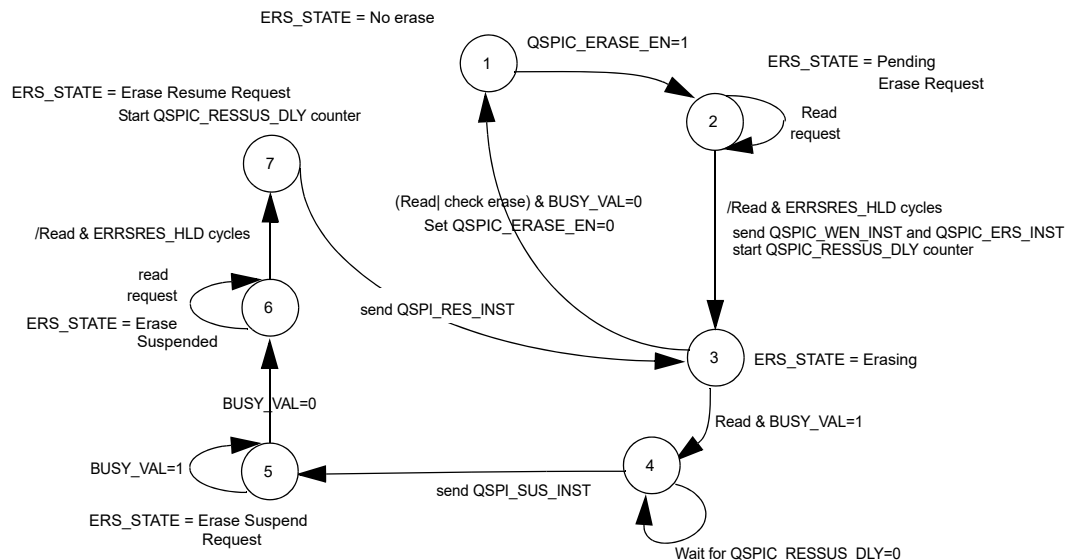 ERS_STATE = No erase
1
QSPIC_ERASE_EN=1
ERS_STATE = Pending
Erase Request
2
Read
request
ERS_STATE = Erase Resume Request
Start QSPIC_RESSUS_DLY counter
7
(Read| check erase) & BUSY_VAL=0
Set QSPIC_ERASE_EN=0
/Read & ERRSRES_HLD cycles
send QSPIC_WEN_INST and QSPIC_ERS_INST
start QSPIC_RESSUS_DLY counter
/Read & ERRSRES_HLD cycles
read
request
6
ERS_STATE = Erase
Suspended
send QSPI_RES_INST
3
ERS_STATE = Erasing
BUSY_VAL=0
Read & BUSY_VAL=1
BUSY_VAL=1
5
4
send QSPI_SUS_INST
ERS_STATE = Erase Suspend
Request
Wait for QSPIC_RESSUS_DLY=0